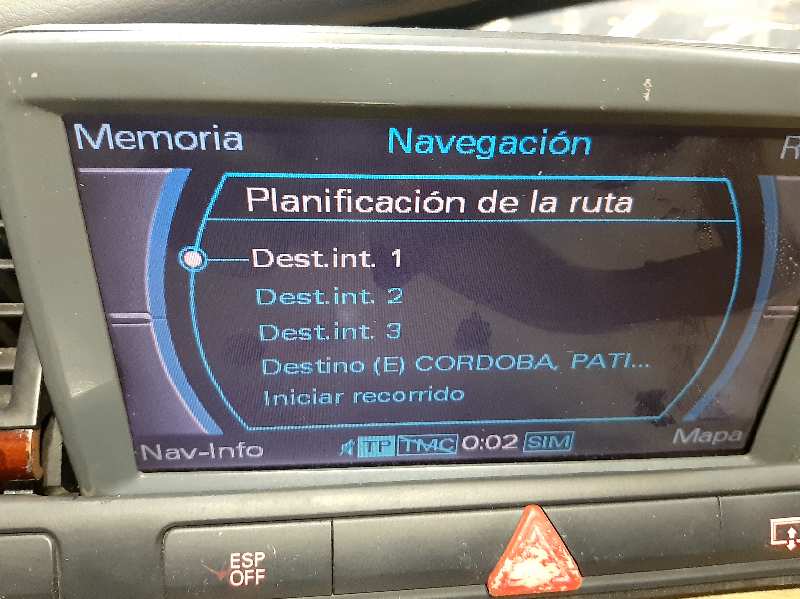 Memoria Navegación R
Planificación de la ruta
Dest.int. 1
Dest.int. 2
Dest.int. 3
Destino (E) CORDOBA, PATI...
Iniciar recorrido
Nav-Info TP TMC 0:02 SIM Mapa
ESP
OFF